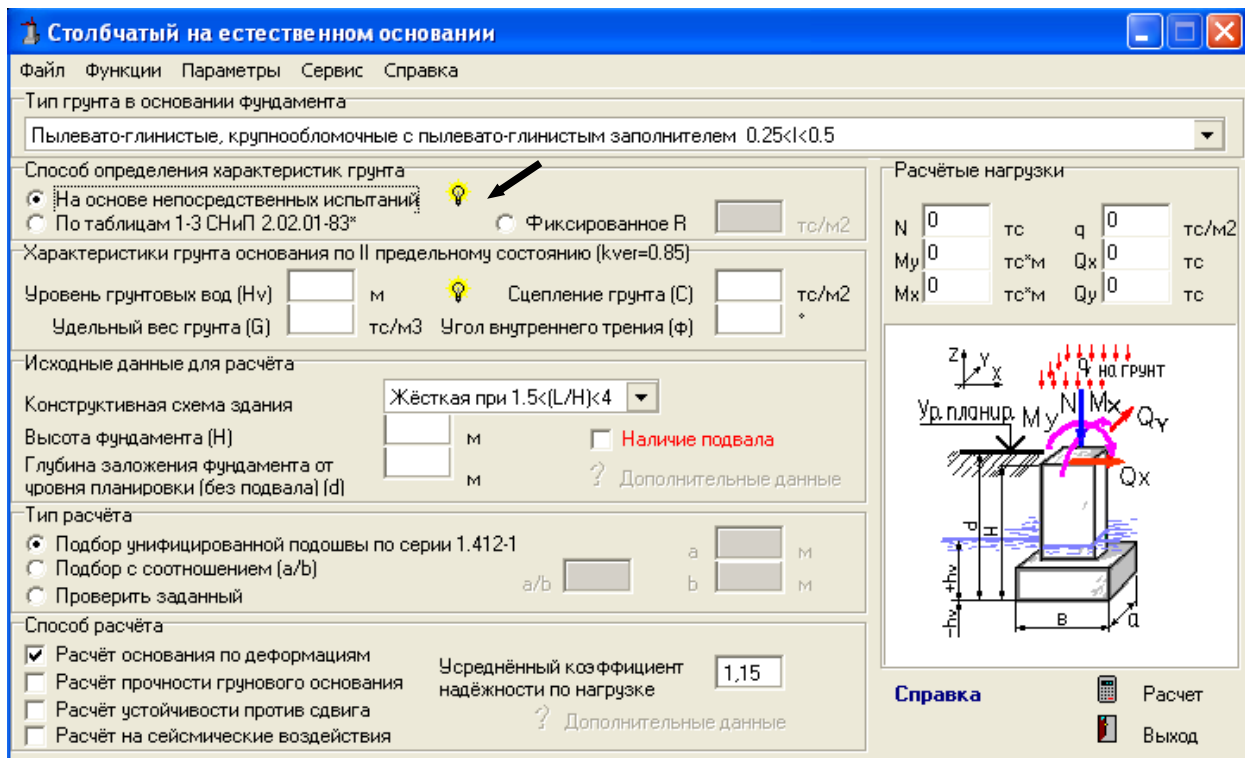 Столбчатый на естественном основании
Файл Функции Параметры Сервис Справка
Тип грунта в основании фундамента
Пылевато-глинистые, крупнообломочные с пылевато-глинистым заполнителем 0.25<I<0.5
Способ определения характеристик грунта
На основе непосредственных испытаний
По таблицам 1-3 СНиП 2.02.01-83*
Фиксированное R тс/м2
Характеристики грунта основания по II предельному состоянию (kver=0.85)
Уровень грунтовых вод (Hv) м Сцепление грунта (C) тс/м2
Удельный вес грунта (G) тс/м3 Угол внутреннего трения (ф) °
Исходные данные для расчёта
Конструктивная схема здания Жёсткая при 1.5<(L/H)<4
Высота фундамента (H) м Наличие подвала
Глубина заложения фундамента от
уровня планировки (без подвала) (d) м ? Дополнительные данные
Тип расчёта
Подбор унифицированной подошвы по серии 1.412-1
Подбор с соотношением (a/b)
Проверить заданный
a/b
a м
b м
Способ расчёта
Расчёт основания по деформациям
Расчёт прочности грунового основания
Расчёт устойчивости против сдвига
Расчёт на сейсмические воздействия
Усреднённый коэффициент
надёжности по нагрузке 1,15
? Дополнительные данные
Расчётные нагрузки
N 0 тс q 0 тс/м2
My 0 тс*м Qx 0 тс
Mx 0 тс*м Qy 0 тс
Z Y X
q на грунт
Ур. планир. My N Mx QY
Qx
d H
+hv
-hv
B a
Справка Расчет
Выход